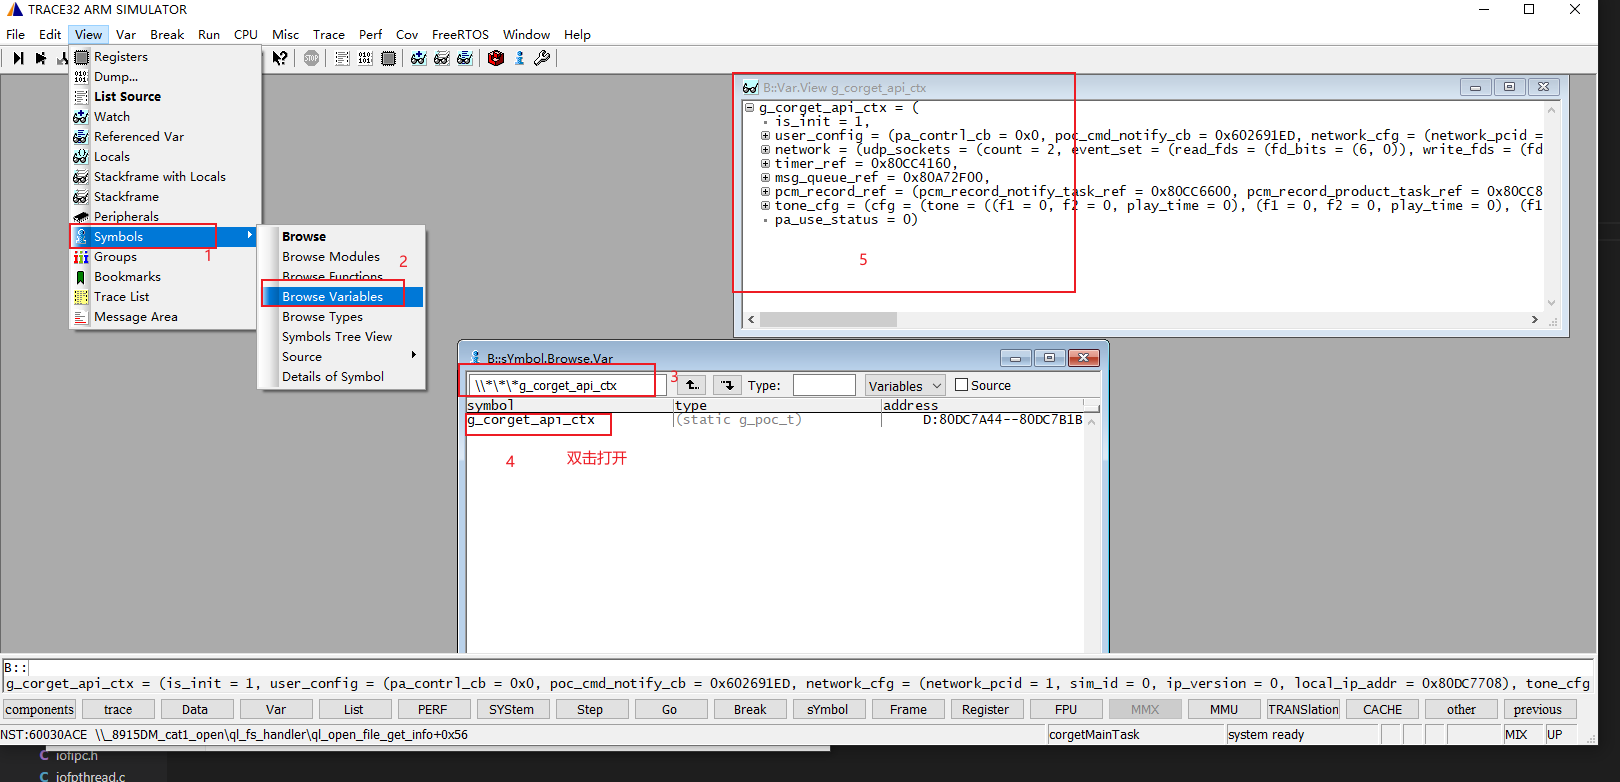 TRACE32 ARM SIMULATOR
File Edit View Var Break Run CPU Misc Trace Perf Cov FreeRTOS Window Help
Registers
Dump...
List Source
Watch
Referenced Var
Locals
Stackframe with Locals
Stackframe
Peripherals
Symbols
1
Groups
Bookmarks
Trace List
Message Area
Browse
Browse Modules
2
Browse Functions
Browse Variables
Browse Types
Symbols Tree View
Source
Details of Symbol
B::Var.View g_corget_api_ctx
g_corget_api_ctx = (
is_init = 1,
user_config = (pa_contrl_cb = 0x0, poc_cmd_notify_cb = 0x602691ED, network_cfg = (network_pcid =
network = (udp_sockets = (count = 2, event_set = (read_fds = (fd_bits = (6, 0)), write_fds = (fd
timer_ref = 0x80CC4160,
msg_queue_ref = 0x80A72F00,
pcm_record_ref = (pcm_record_notify_task_ref = 0x80CC6600, pcm_record_product_task_ref = 0x80CC8
tone_cfg = (cfg = (tone = ((f1 = 0, f2 = 0, play_time = 0), (f1 = 0, f2 = 0, play_time = 0), (f1
pa_use_status = 0)
5
B::sYmbol.Browse.Var
\\*\*\*g_corget_api_ctx 3 Type: Variables Source
symbol type address
g_corget_api_ctx (static g_poc_t) D:80DC7A44--80DC7B1B
4 双击打开
B::
g_corget_api_ctx = (is_init = 1, user_config = (pa_contrl_cb = 0x0, poc_cmd_notify_cb = 0x602691ED, network_cfg = (network_pcid = 1, sim_id = 0, ip_version = 0, local_ip_addr = 0x80DC7708), tone_cfg
components trace Data Var List PERF SYStem Step Go Break sYmbol Frame Register FPU MMX MMU TRANSlation CACHE other previous
NST:60030ACE \\_8915DM_cat1_open\ql_fs_handler\ql_open_file_get_info+0x56 corgetMainTask system ready MIX UP
C iofipc.h
C iofpthread.c